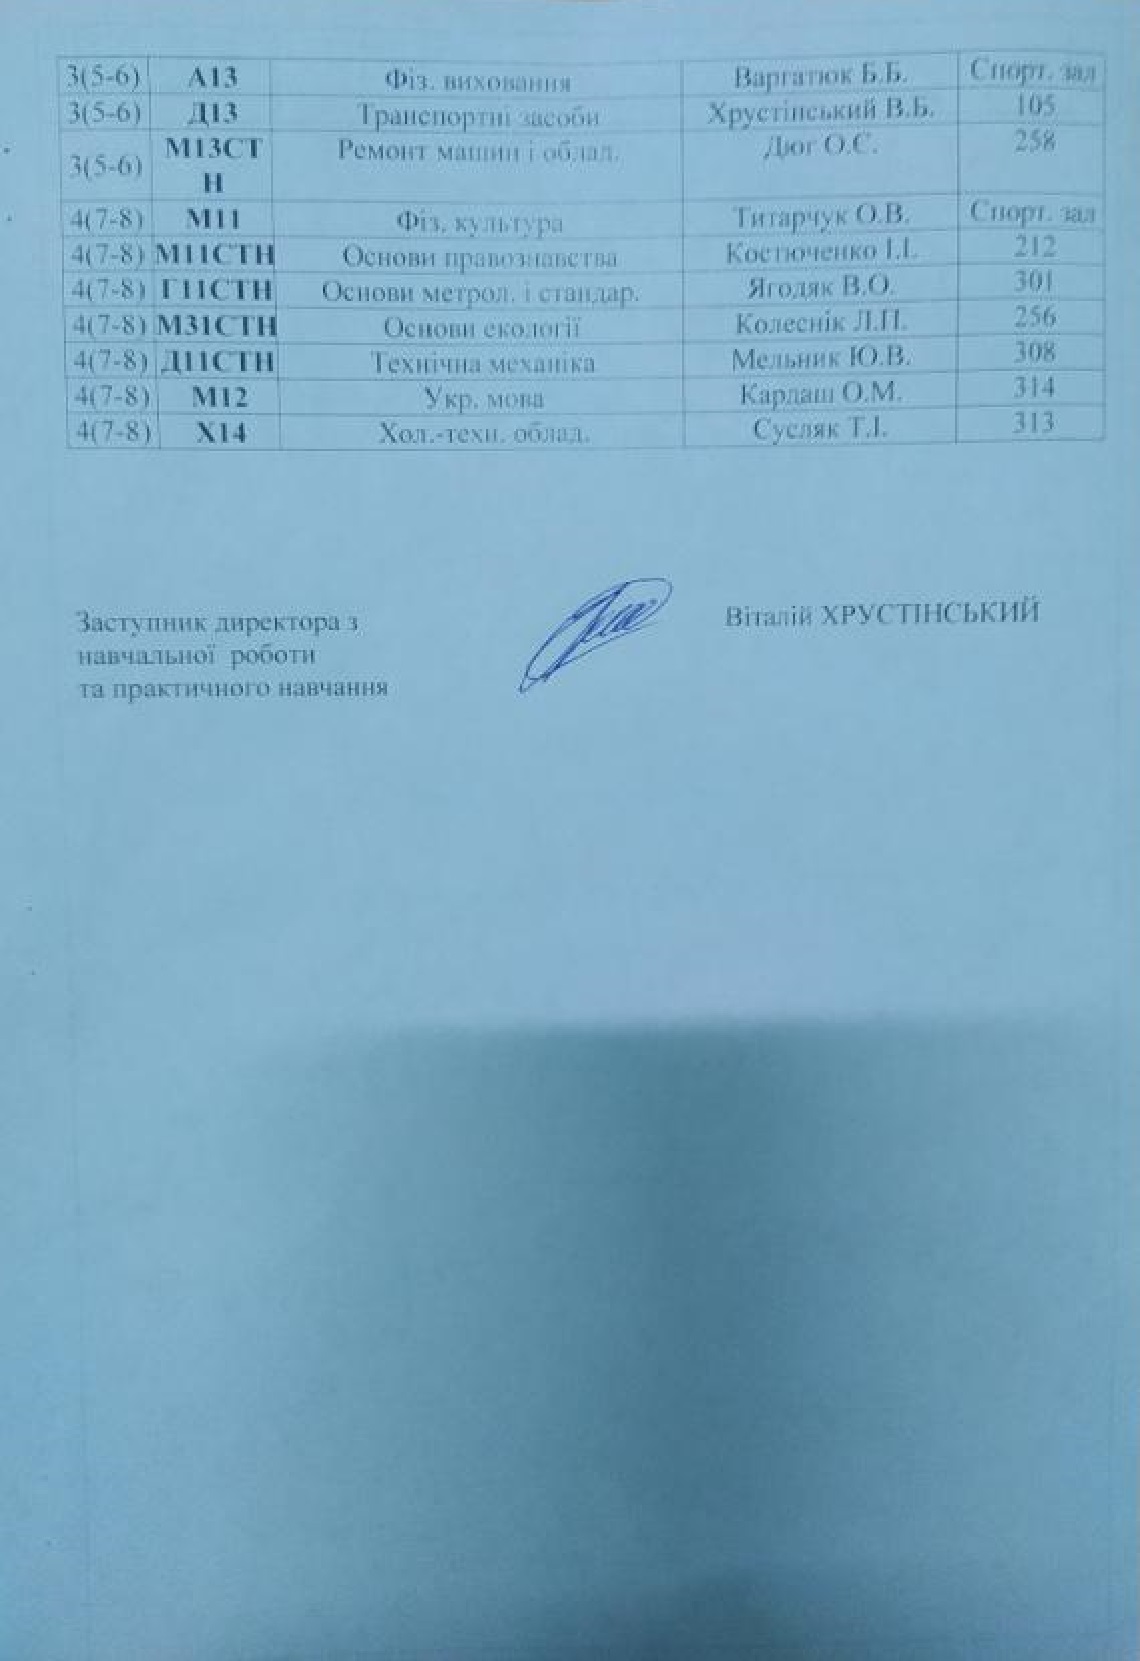 3(5-6) А13 Фіз. виховання Варгатюк Б.Б. Спорт. зал
3(5-6) Д13 Транспортні засоби Хрустінський В.Б. 105
3(5-6) М13СТН Ремонт машин і облад. Дюг О.Є. 258
4(7-8) М11 Фіз. культура Титарчук О.В. Спорт. зал
4(7-8) М11СТН Основи правознавства Костюченко І.І. 212
4(7-8) Г11СТН Основи метрол. і стандар. Ягодяк В.О. 301
4(7-8) М31СТН Основи екології Колеснік Л.П. 256
4(7-8) Д11СТН Технічна механіка Мельник Ю.В. 308
4(7-8) М12 Укр. мова Кардаш О.М. 314
4(7-8) Х14 Хол.-техн. облад. Сусляк Т.І. 313
Заступник директора з
навчальної роботи
та практичного навчання
Віталій ХРУСТІНСЬКИЙ